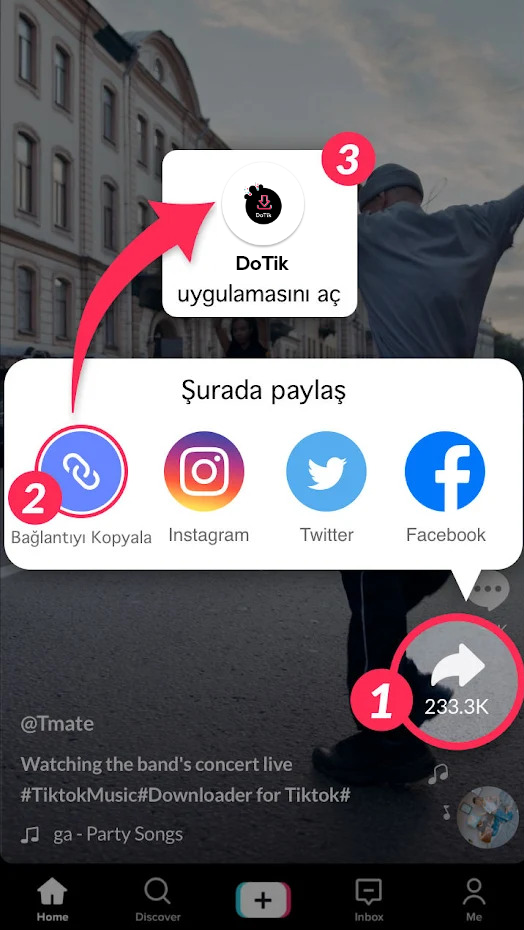 3
DoTik
DoTik
uygulamasını aç
Şurada paylaş
2
Bağlantıyı Kopyala
Instagram
Twitter
Facebook
1
233.3K
@Tmate
Watching the band's concert live
#TiktokMusic#Downloader for Tiktok#
ga - Party Songs
Home
Discover
Inbox
Me